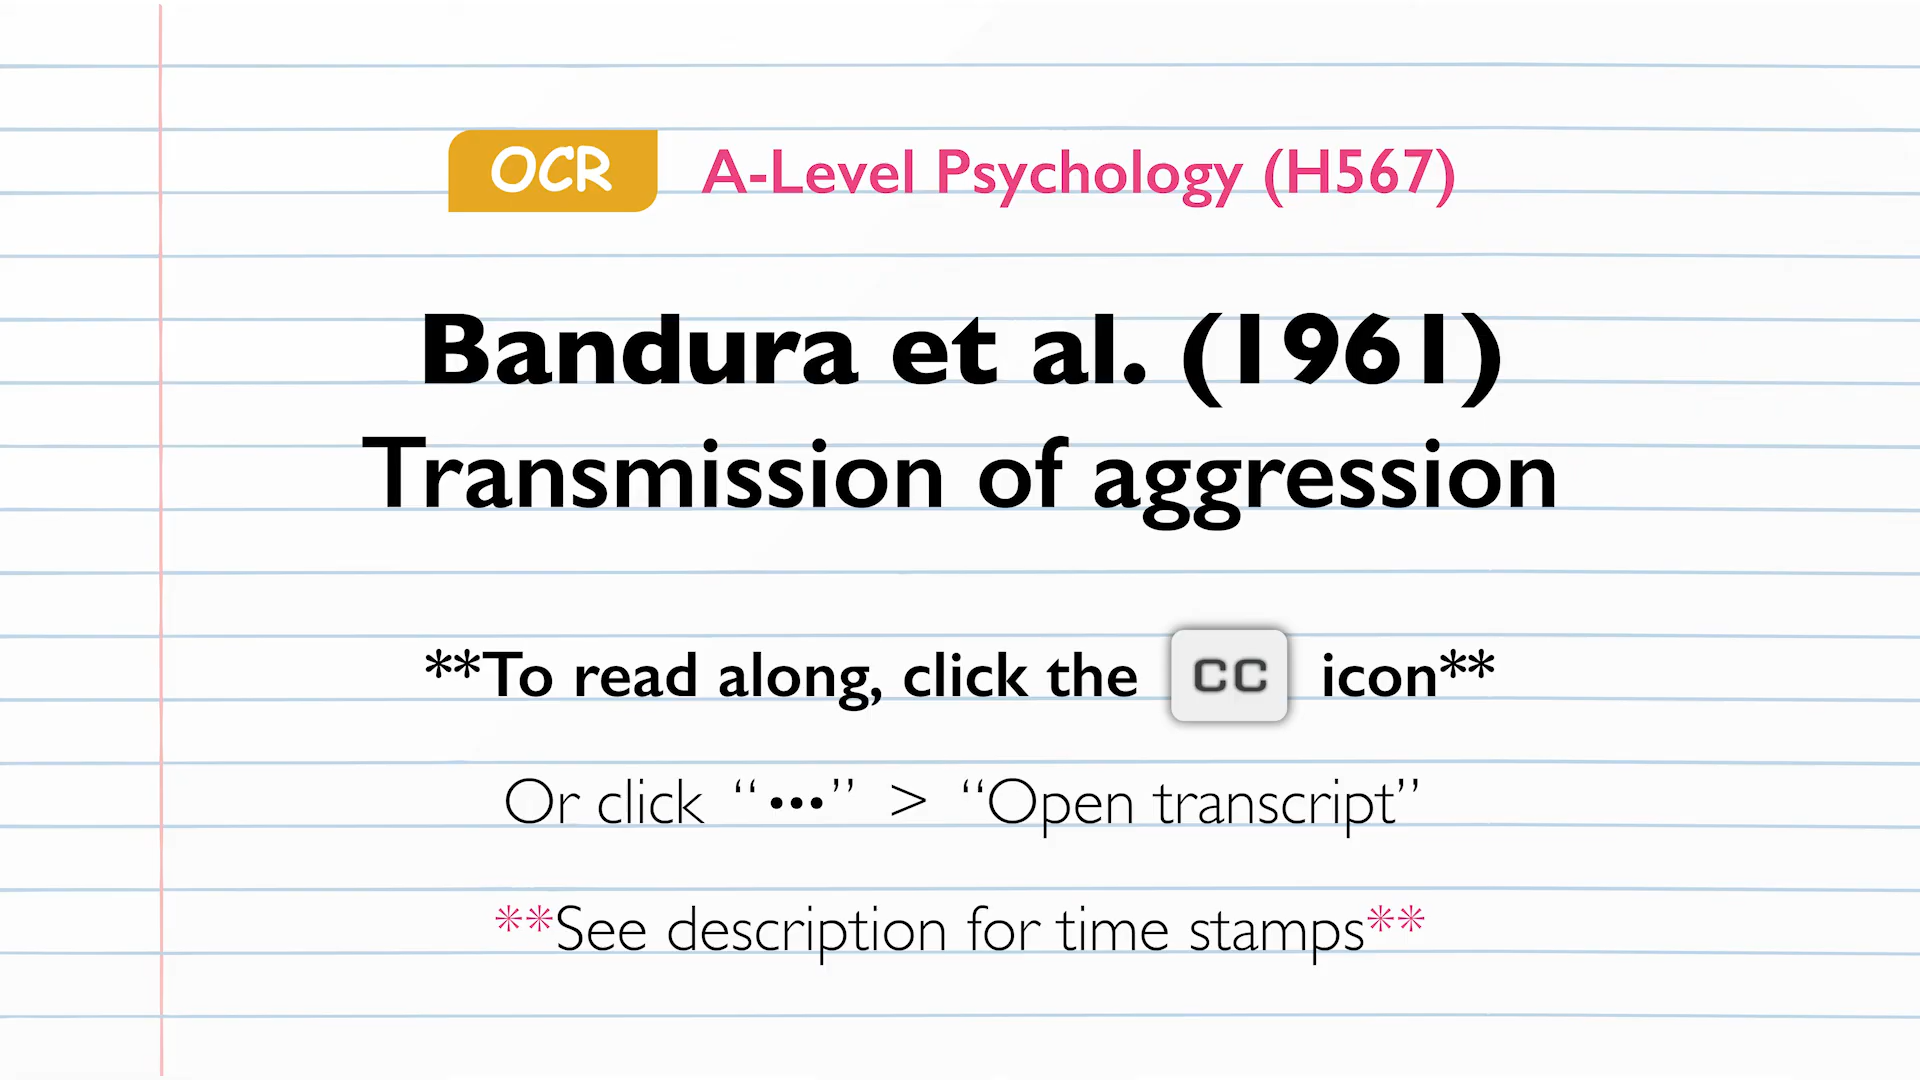 OCR A-Level Psychology (H567)
Bandura et al. (1961)
Transmission of aggression
**To read along, click the CC icon**
Or click “•••” > “Open transcript”
**See description for time stamps**